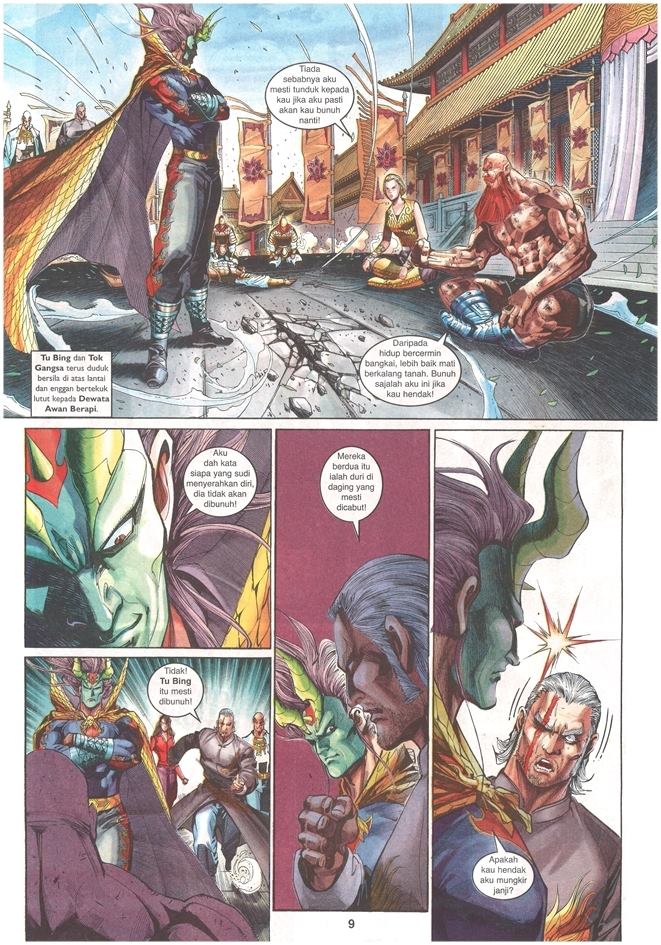 Tiada
sebabnya aku
mesti tunduk kepada
kau jika aku pasti
akan kau bunuh
nanti!
Daripada
hidup bercermin
bangkai, lebih baik mati
berkalang tanah. Bunuh
sajalah aku ini jika
kau hendak!
Tu Bing dan Tok
Gangsa terus duduk
bersila di atas lantai
dan enggan bertekuk
lutut kepada Dewata
Awan Berapi.
Aku
dah kata
siapa yang sudi
menyerahkan diri,
dia tidak akan
dibunuh!
Tidak!
Tu Bing
itu mesti
dibunuh!
Mereka
berdua itu
ialah duri di
daging yang
mesti
dicabut!
Apakah
kau hendak
aku mungkir
janji?
9